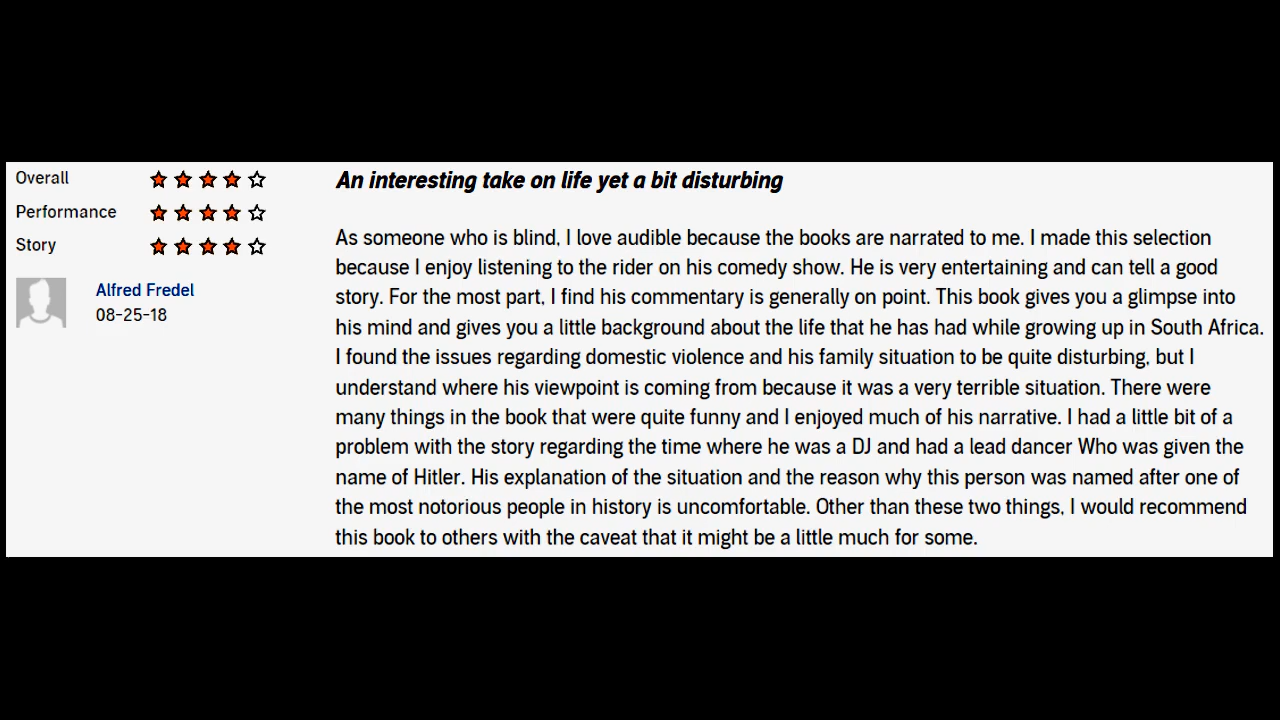 Overall
Performance
Story
Alfred Fredel
08-25-18
An interesting take on life yet a bit disturbing
As someone who is blind, I love audible because the books are narrated to me. I made this selection
because I enjoy listening to the rider on his comedy show. He is very entertaining and can tell a good
story. For the most part, I find his commentary is generally on point. This book gives you a glimpse into
his mind and gives you a little background about the life that he has had while growing up in South Africa.
I found the issues regarding domestic violence and his family situation to be quite disturbing, but I
understand where his viewpoint is coming from because it was a very terrible situation. There were
many things in the book that were quite funny and I enjoyed much of his narrative. I had a little bit of a
problem with the story regarding the time where he was a DJ and had a lead dancer Who was given the
name of Hitler. His explanation of the situation and the reason why this person was named after one of
the most notorious people in history is uncomfortable. Other than these two things, I would recommend
this book to others with the caveat that it might be a little much for some.